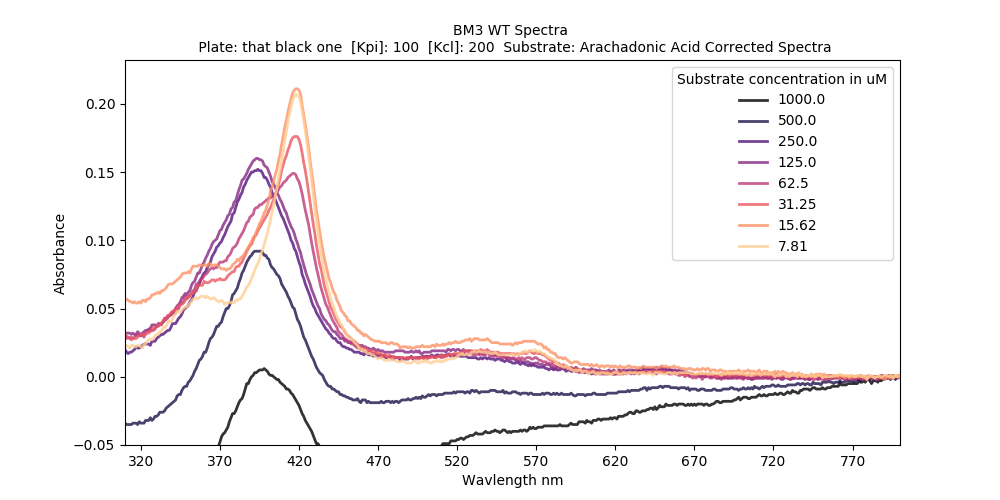 BM3 WT Spectra
Plate: that black one  [Kpi]: 100  [Kcl]: 200  Substrate: Arachadonic Acid Corrected Spectra
Substrate concentration in uM
1000.0
500.0
250.0
125.0
62.5
31.25
15.62
7.81
Absorbance
0.20
0.15
0.10
0.05
0.00
−0.05
320 370 420 470 520 570 620 670 720 770
Wavlength nm